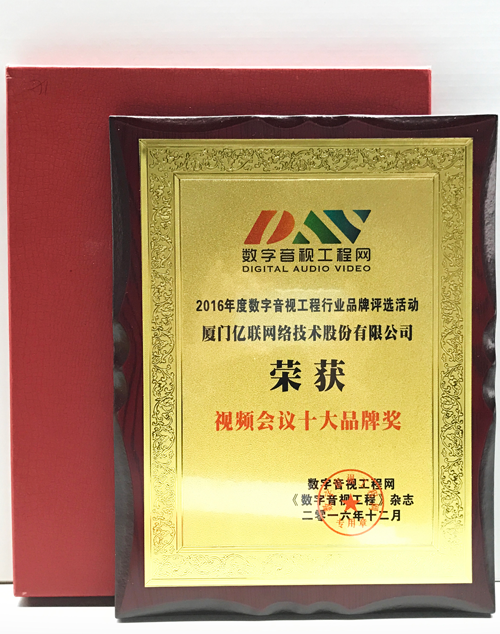 DAV
数字音视工程网
DIGITAL AUDIO VIDEO
2016年度数字音视工程行业品牌评选活动
厦门亿联网络技术股份有限公司
荣获
视频会议十大品牌奖
数字音视工程网
《数字音视工程》杂志
二零一六年十二月
专用章